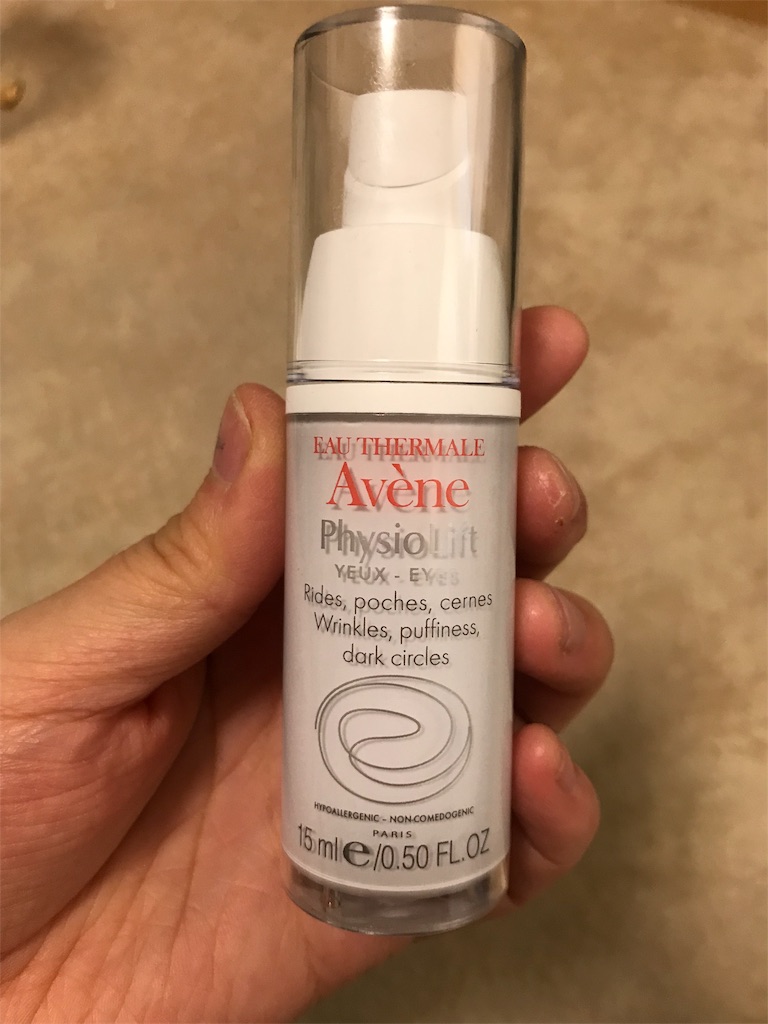 EAU THERMALE
Avène
PhysioLift
YEUX - EYES
Rides, poches, cernes
Wrinkles, puffiness,
dark circles
HYPOALLERGENIC - NON-COMEDOGENIC
PARIS
15 ml e/0.50 FL.OZ